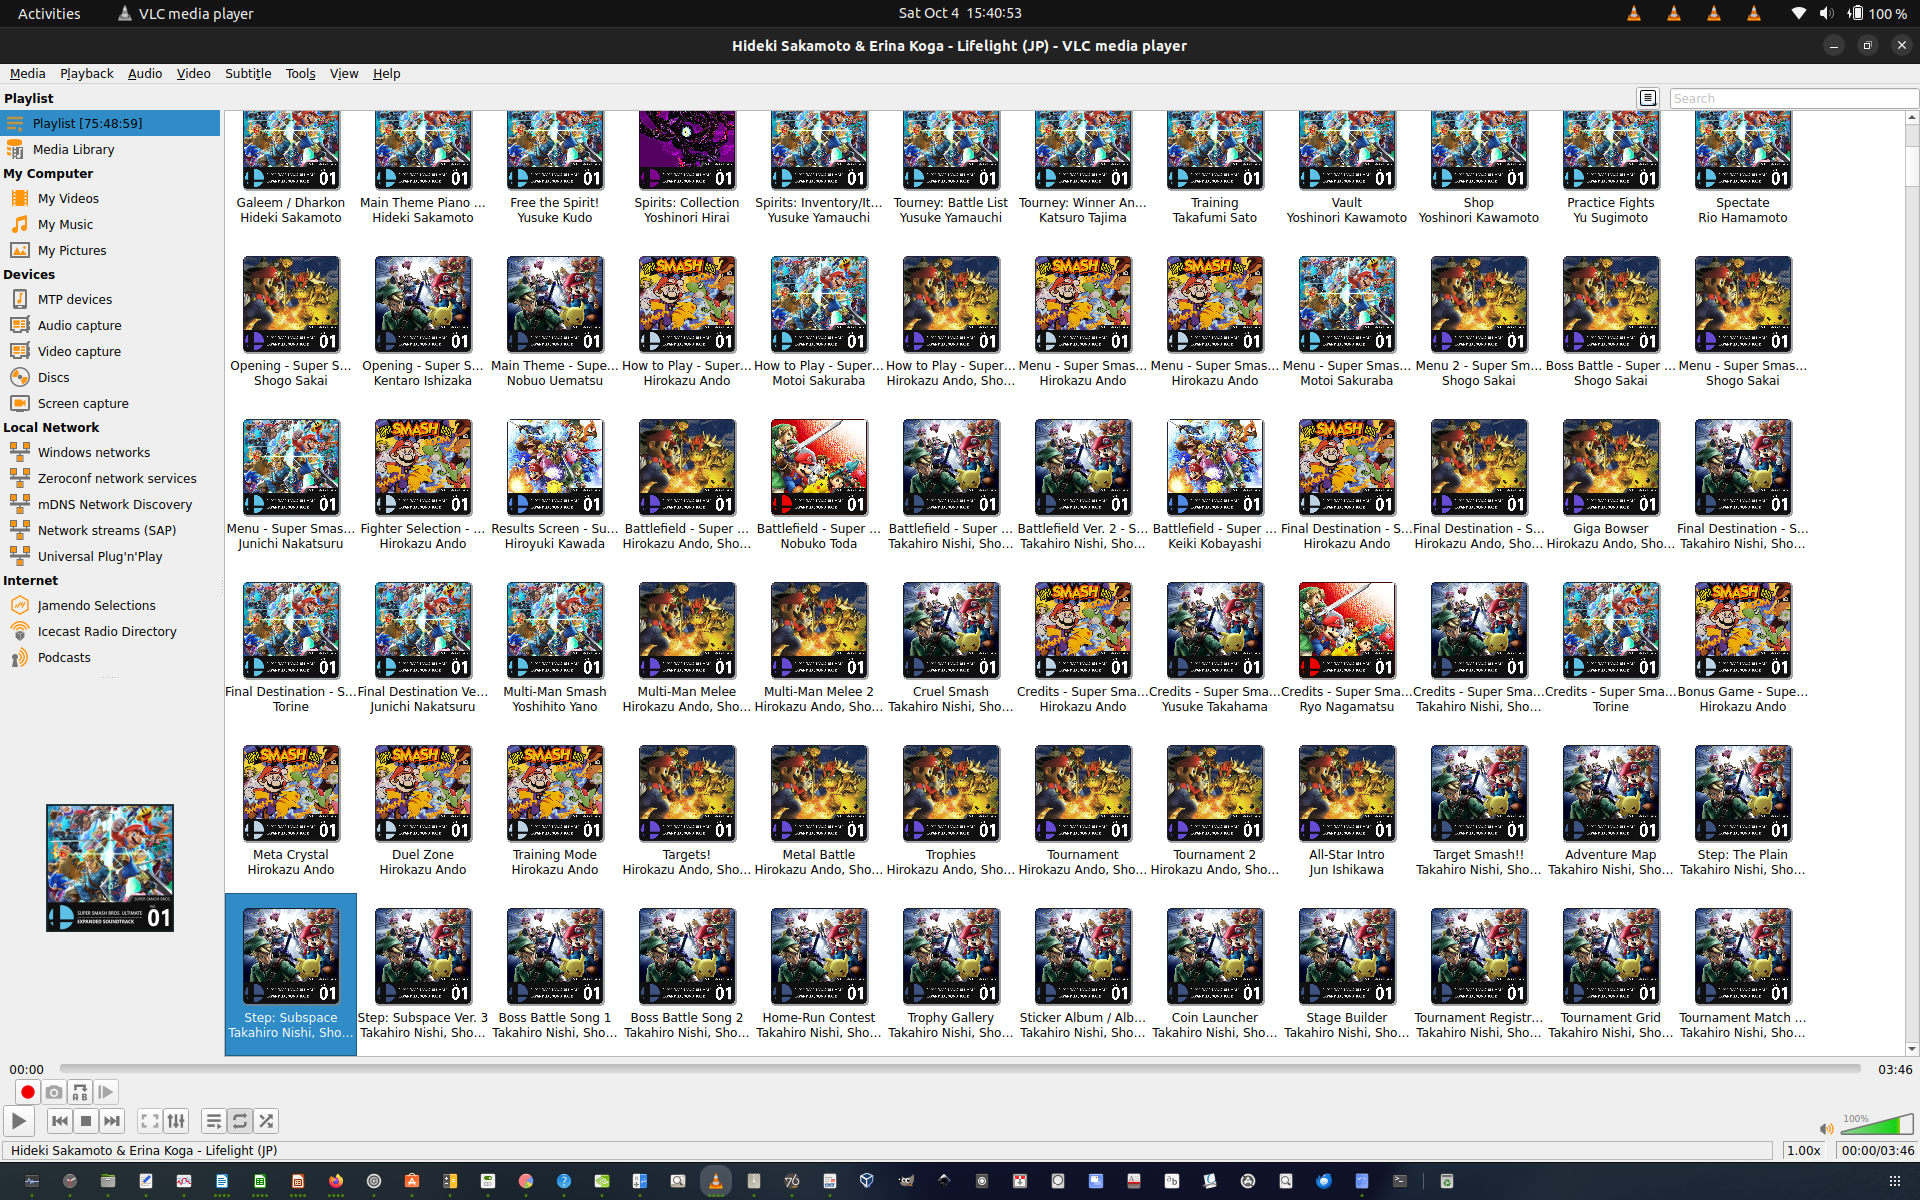 Activities
VLC media player
Sat Oct 4 15:40:53
100 %
Hideki Sakamoto & Erina Koga - Lifelight (JP) - VLC media player
Media Playback Audio Video Subtitle Tools View Help
Playlist
Search
Playlist [75:48:59]
Media Library
My Computer
My Videos
My Music
My Pictures
Devices
MTP devices
Audio capture
Video capture
Discs
Screen capture
Local Network
Windows networks
Zeroconf network services
mDNS Network Discovery
Network streams (SAP)
Universal Plug'n'Play
Internet
Jamendo Selections
Icecast Radio Directory
Podcasts
SUPER SMASH BROS. ULTIMATE
EXPANDED SOUNDTRACK
01
Galeem / Dharkon Main Theme Piano ... Free the Spirit! Spirits: Collection Spirits: Inventory/It... Tourney: Battle List Tourney: Winner An... Training Vault Shop Practice Fights Spectate
Hideki Sakamoto Hideki Sakamoto Yusuke Kudo Yoshinori Hirai Yusuke Yamauchi Yusuke Yamauchi Katsuro Tajima Takafumi Sato Yoshinori Kawamoto Yoshinori Kawamoto Yu Sugimoto Rio Hamamoto
Opening - Super S... Opening - Super S... Main Theme - Supe... How to Play - Super... How to Play - Super... How to Play - Super... Menu - Super Smas... Menu - Super Smas... Menu - Super Smas... Menu 2 - Super Sm... Boss Battle - Super ... Menu - Super Smas...
Shogo Sakai Kentaro Ishizaka Nobuo Uematsu Hirokazu Ando Motoi Sakuraba Hirokazu Ando, Sho... Hirokazu Ando Hirokazu Ando Motoi Sakuraba Shogo Sakai Shogo Sakai Shogo Sakai
Menu - Super Smas... Fighter Selection - ... Results Screen - Su... Battlefield - Super ... Battlefield - Super ... Battlefield - Super ... Battlefield Ver. 2 - S... Battlefield - Super ... Final Destination - S... Final Destination - S... Giga Bowser Final Destination - S...
Junichi Nakatsuru Hirokazu Ando Hiroyuki Kawada Hirokazu Ando, Sho... Nobuko Toda Takahiro Nishi, Sho... Takahiro Nishi, Sho... Keiki Kobayashi Hirokazu Ando Hirokazu Ando, Sho... Hirokazu Ando, Sho... Takahiro Nishi, Sho...
Final Destination - S... Final Destination Ve... Multi-Man Smash Multi-Man Melee Multi-Man Melee 2 Cruel Smash Credits - Super Sma... Credits - Super Sma... Credits - Super Sma... Credits - Super Sma... Credits - Super Sma... Bonus Game - Supe...
Torine Junichi Nakatsuru Yoshihito Yano Hirokazu Ando, Sho... Hirokazu Ando, Sho... Takahiro Nishi, Sho... Hirokazu Ando Yusuke Takahama Ryo Nagamatsu Takahiro Nishi, Sho... Torine Hirokazu Ando
Meta Crystal Duel Zone Training Mode Targets! Metal Battle Trophies Tournament Tournament 2 All-Star Intro Target Smash!! Adventure Map Step: The Plain
Hirokazu Ando Hirokazu Ando Hirokazu Ando Hirokazu Ando, Sho... Hirokazu Ando, Sho... Hirokazu Ando, Sho... Hirokazu Ando, Sho... Hirokazu Ando, Sho... Jun Ishikawa Takahiro Nishi, Sho... Takahiro Nishi, Sho... Takahiro Nishi, Sho...
Step: Subspace Step: Subspace Ver. 3 Boss Battle Song 1 Boss Battle Song 2 Home-Run Contest Trophy Gallery Sticker Album / Alb... Coin Launcher Stage Builder Tournament Registr... Tournament Grid Tournament Match ...
Takahiro Nishi, Sho... Takahiro Nishi, Sho... Takahiro Nishi, Sho... Takahiro Nishi, Sho... Takahiro Nishi, Sho... Takahiro Nishi, Sho... Takahiro Nishi, Sho... Takahiro Nishi, Sho... Takahiro Nishi, Sho... Takahiro Nishi, Sho... Takahiro Nishi, Sho... Takahiro Nishi, Sho...
00:00
03:46
100%
Hideki Sakamoto & Erina Koga - Lifelight (JP)
1.00x
00:00/03:46